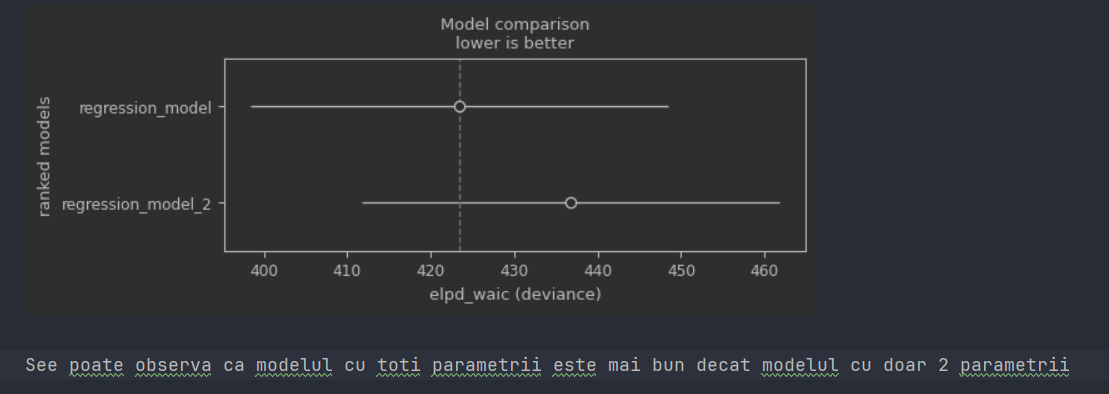 Model comparison
lower is better
ranked models
regression_model
regression_model_2
400 410 420 430 440 450 460
elpd_waic (deviance)
See poate observa ca modelul cu toti parametrii este mai bun decat modelul cu doar 2 parametrii